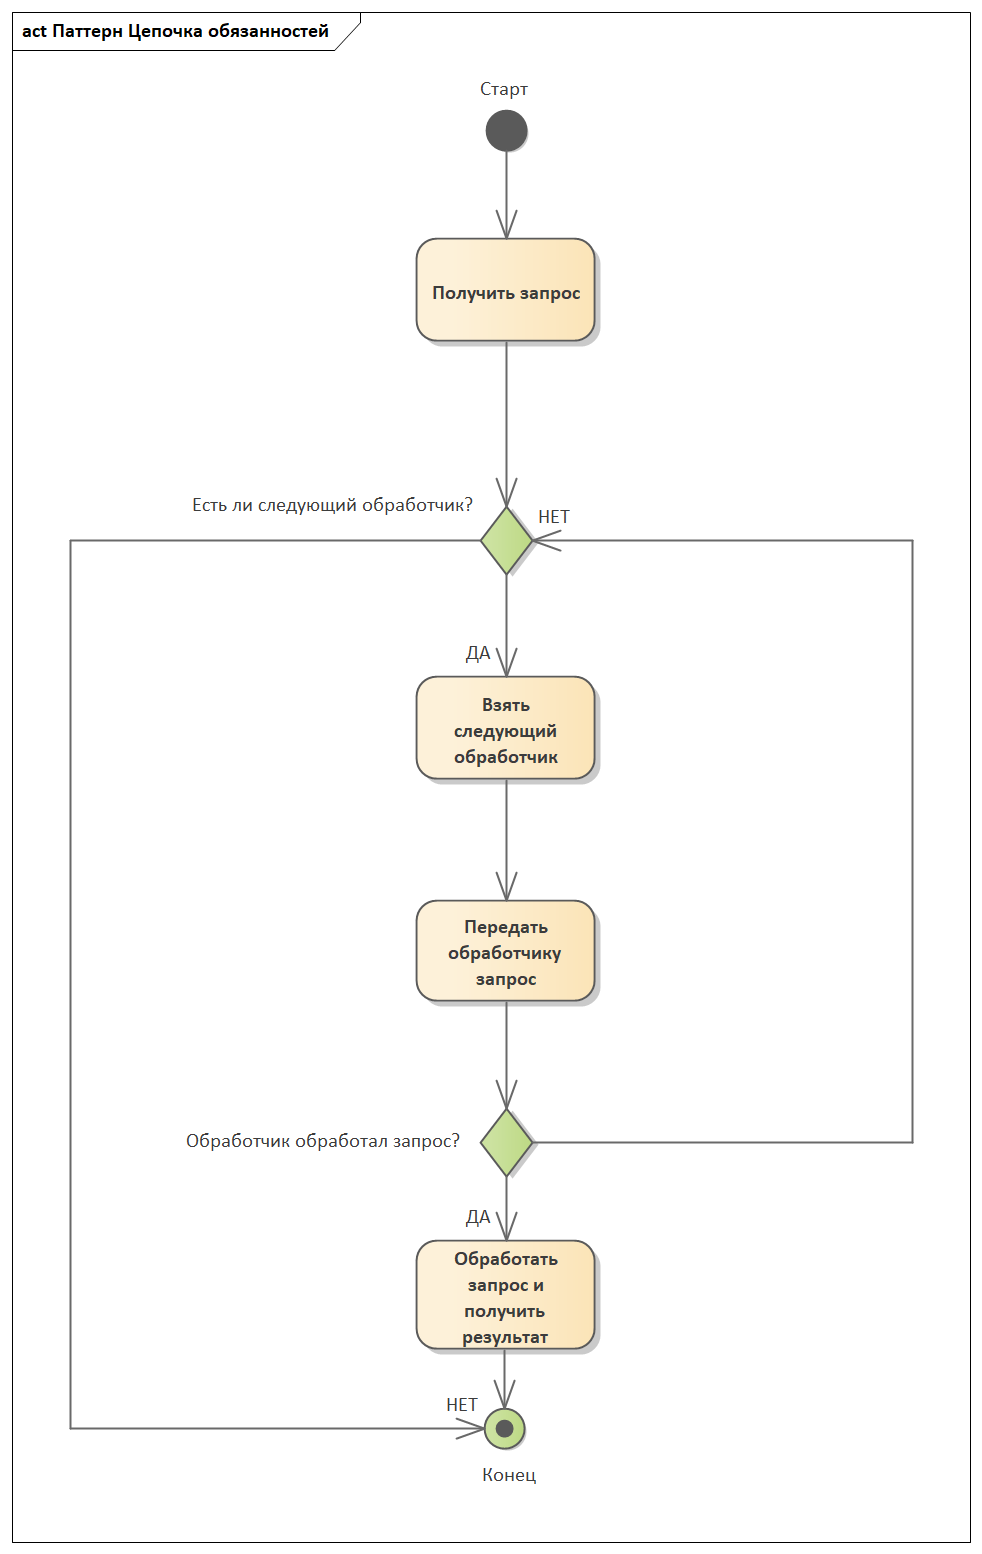 act Паттерн Цепочка обязанностей
Старт
Получить запрос
Есть ли следующий обработчик?
НЕТ
ДА
Взять
следующий
обработчик
Передать
обработчику
запрос
Обработчик обработал запрос?
ДА
Обработать
запрос и
получить
результат
НЕТ
Конец